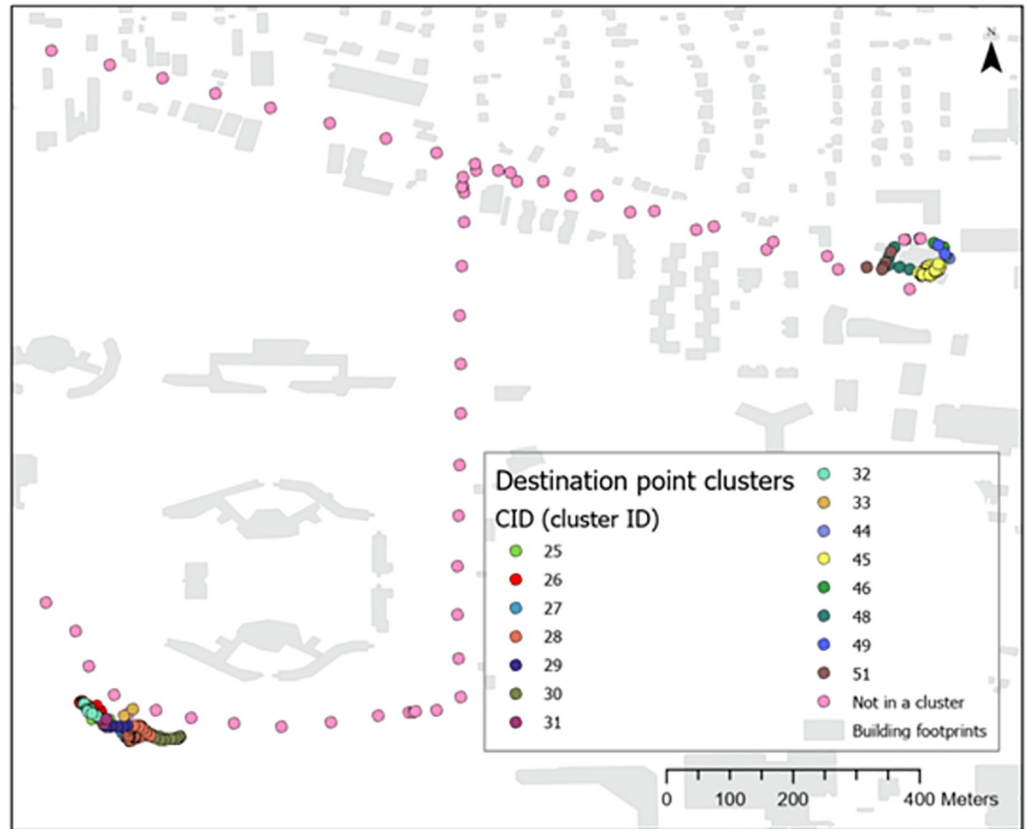 N
Destination point clusters
CID (cluster ID)
25
26
27
28
29
30
31
32
33
44
45
46
48
49
51
Not in a cluster
Building footprints
0 100 200 400 Meters